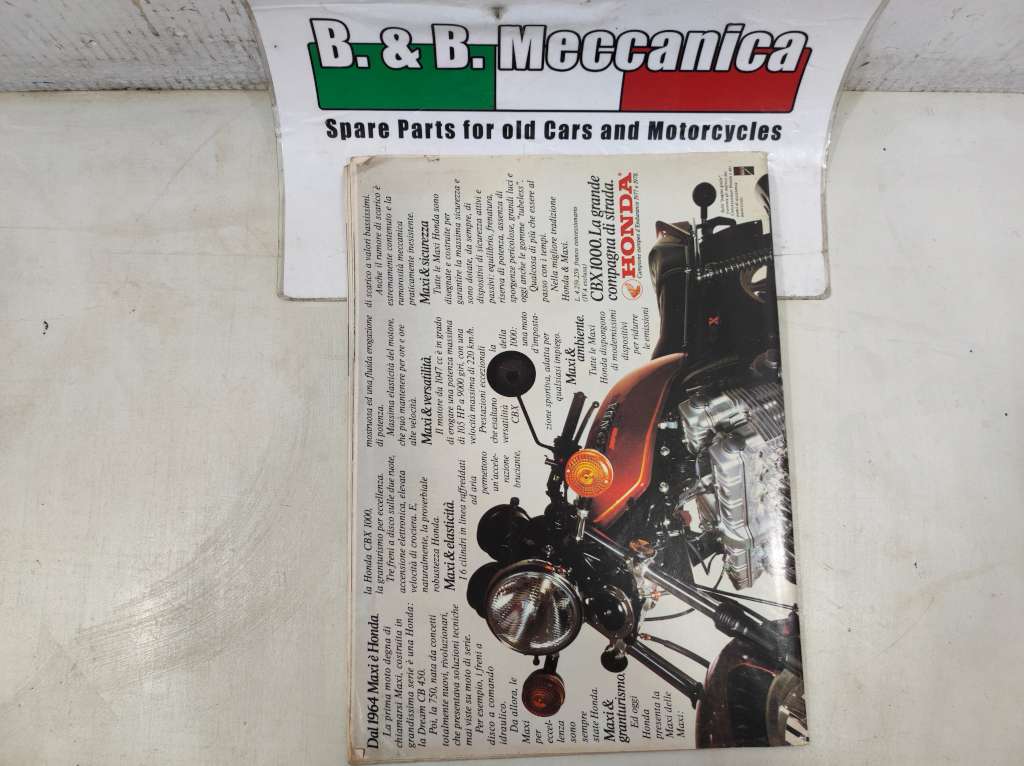 B. & B. Meccanica
Spare Parts for old Cars and Motorcycles
Dal 1964 Maxi è Honda.
La prima moto degna di
chiamarsi Maxi, costruita in
grandissima serie è una Honda:
la Dream CB 450.
Poi, la 750, nata da concetti
totalmente nuovi, rivoluzionari,
che presentava soluzioni tecniche
mai viste su moto di serie.
Per esempio, i freni a
disco a comando
idraulico.
Da allora, le
Maxi
per
eccel-
lenza
sono
sempre
state Honda.
Maxi &
granturismo.
Ed oggi
Honda
presenta la
Maxi delle
Maxi:
la Honda CBX 1000,
la granturismo per eccellenza.
Tre freni a disco sulle due ruote,
accensione elettronica, elevata
velocità di crociera. E,
naturalmente, la proverbiale
robustezza Honda.
Maxi & elasticità.
I 6 cilindri in linea raffreddati
ad aria
permettono
un'accele-
razione
bruciante,
mostruosa ed una fluida erogazione
di potenza.
Massima elasticità del motore,
che può mantenere per ore e ore
alte velocità.
Maxi & versatilità.
Il motore da 1047 cc è in grado
di erogare una potenza massima
di 105 HP a 9000 giri, con una
velocità massima di 220 km/h.
Prestazioni eccezionali
che esaltano la
versatilità della
CBX 1000:
una moto
d'imposta-
zione sportiva, adatta per
qualsiasi impiego.
Maxi &
ambiente.
Tutte le Maxi
Honda dispongono
di modernissimi
dispositivi
per ridurre
le emissioni
di scarico a valori bassissimi.
Anche il rumore di scarico è
estremamente contenuto e la
rumorosità meccanica
praticamente inesistente.
Maxi & sicurezza
Tutte le Maxi Honda sono
disegnate e costruite per
garantire la massima sicurezza e
sono dotate, da sempre, di
dispositivi di sicurezza attivi e
passivi: equilibrio, frenatura,
riserva di potenza, assenza di
sporgenze pericolose, grandi luci e
oggi anche le gomme "tubeless".
Qualcosa di più che essere al
passo con i tempi.
Nella migliore tradizione
Honda & Maxi.
CBX 1000. La grande
compagna di strada.
HONDA
Campione europeo d'Endurance 1977 e 1978.
HONDA